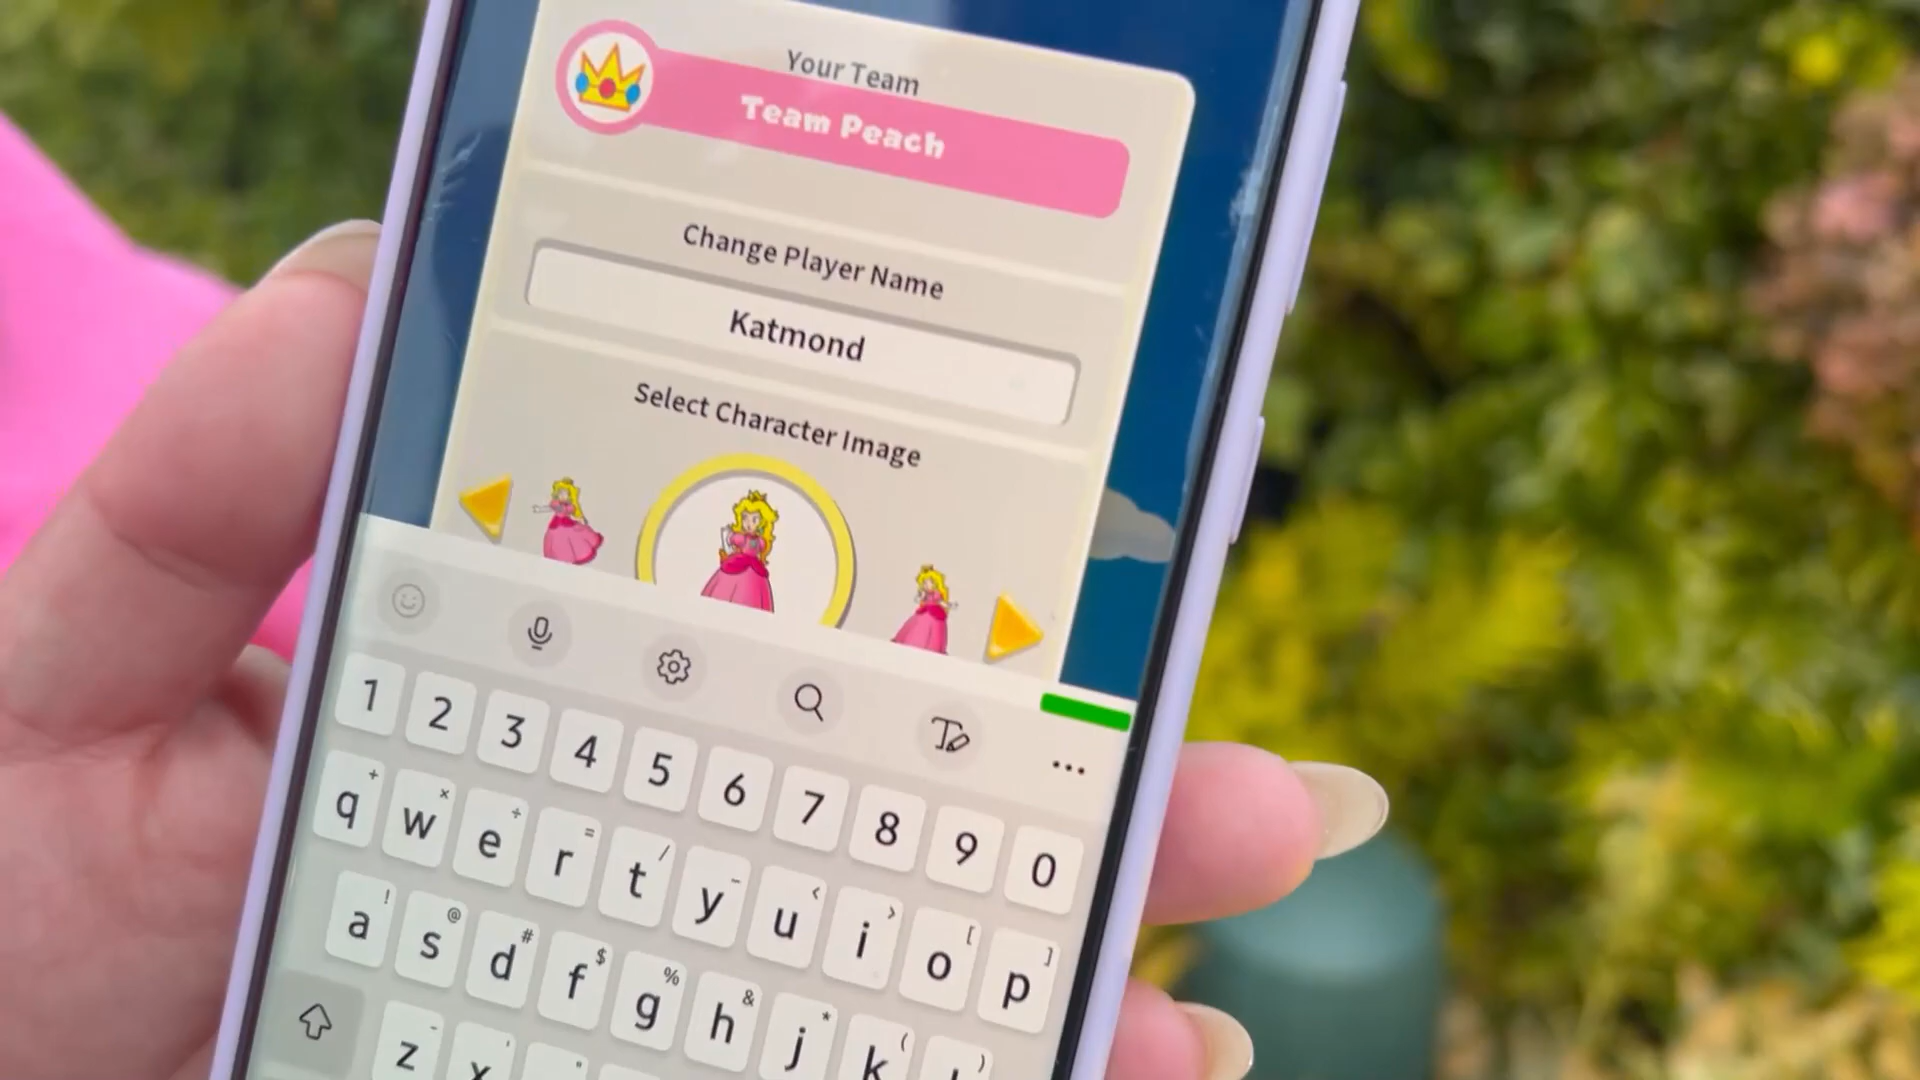 Your Team
Team Peach
Change Player Name
Katmond
Select Character Image
...
1 2 3 4 5 6 7 8 9 0
+ × ÷ = / _ < > [ ]
q w e r t y u i o p
! @ # $ % & * ( )
a s d f g h j k
- ' "
z x